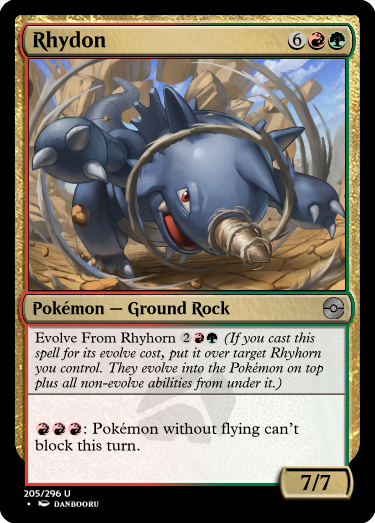 Rhydon 6
Pokémon — Ground Rock
Evolve From Rhyhorn 2 (If you cast this
spell for its evolve cost, put it over target Rhyhorn
you control. They evolve into the Pokémon on top
plus all non-evolve abilities from under it.)
: Pokémon without flying can't
block this turn.
7/7
205/296 U
• DANBOORU